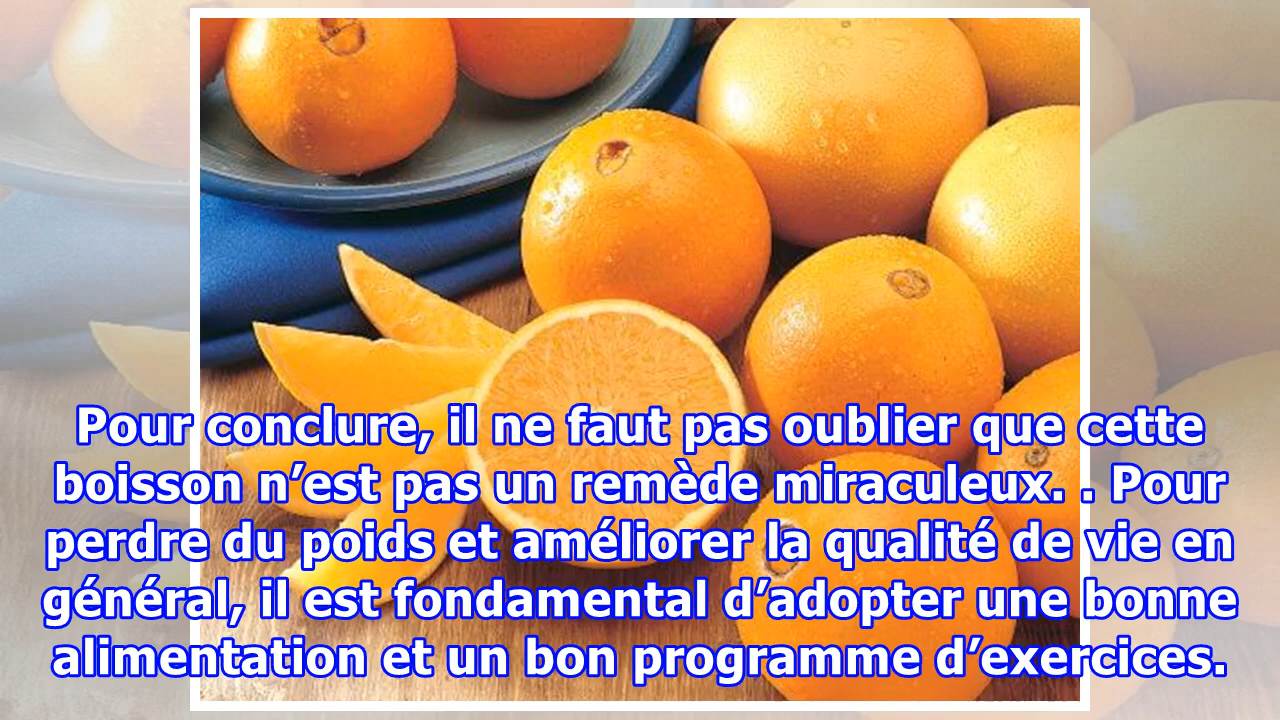 Pour conclure, il ne faut pas oublier que cette
boisson n’est pas un remède miraculeux. . Pour
perdre du poids et améliorer la qualité de vie en
général, il est fondamental d’adopter une bonne
alimentation et un bon programme d’exercices.